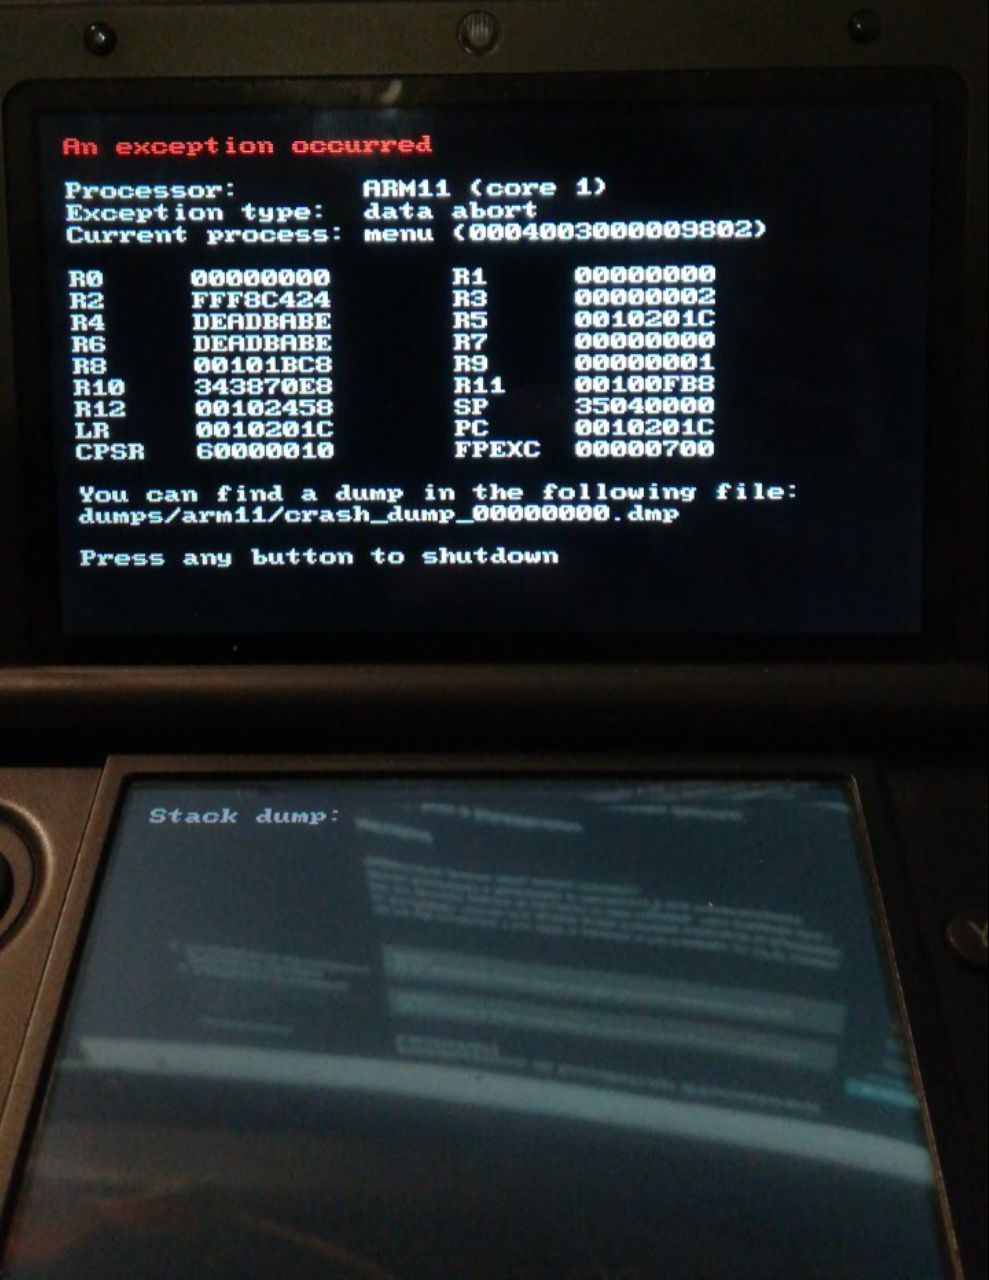 An exception occurred
Processor: ARM11 (core 1)
Exception type: data abort
Current process: menu (0004003000009802)
R0 00000000 R1 00000000
R2 FFF8C424 R3 00000002
R4 DEADBABE R5 0010201C
R6 DEADBABE R7 00000000
R8 00101BC8 R9 00000001
R10 343870E8 R11 00100FB8
R12 00102458 SP 35040000
LR 0010201C PC 0010201C
CPSR 60000010 FPEXC 00000700
You can find a dump in the following file:
dumps/arm11/crash_dump_00000000.dmp
Press any button to shutdown
Stack dump: